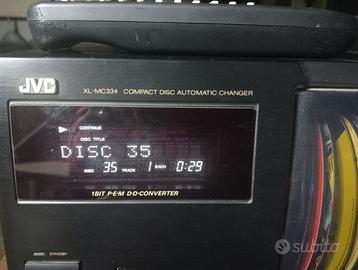 JVC XL-MC334 COMPACT DISC AUTOMATIC CHANGER
CONTINUE
DISC TITLE
DISC 35
DISC 35 TRACK 1 EACH 0:29
1BIT P.E.M D.D.CONVERTER
STANDBY
subito